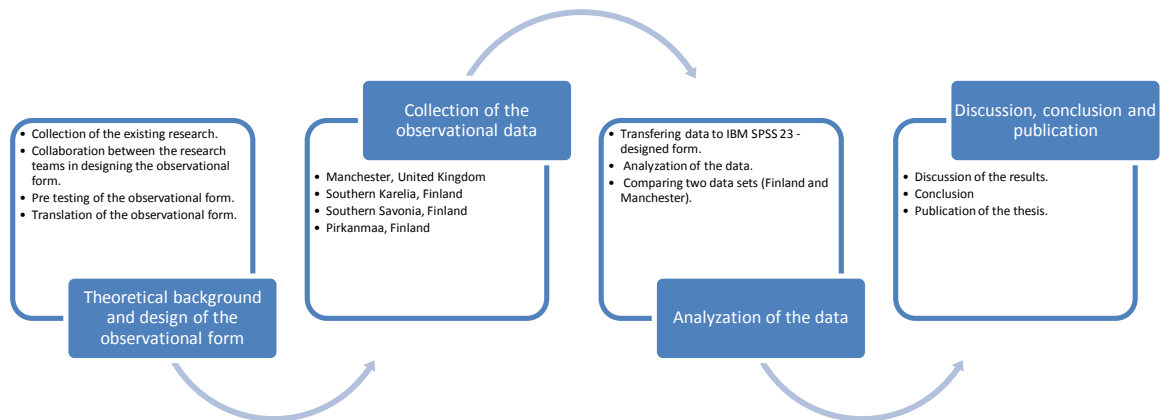 • Collection of the existing research.
• Collaboration between the research
teams in designing the observational
form.
• Pre testing of the observational form.
• Translation of the observational form.
Theoretical background
and design of the
observational form
Collection of the
observational data
• Manchester, United Kingdom
• Southern Karelia, Finland
• Southern Savonia, Finland
• Pirkanmaa, Finland
• Transfering data to IBM SPSS 23 -
designed form.
• Analyzation of the data.
• Comparing two data sets (Finland and
Manchester).
Analyzation of the data
Discussion, conclusion and
publication
• Discussion of the results.
• Conclusion
• Publication of the thesis.